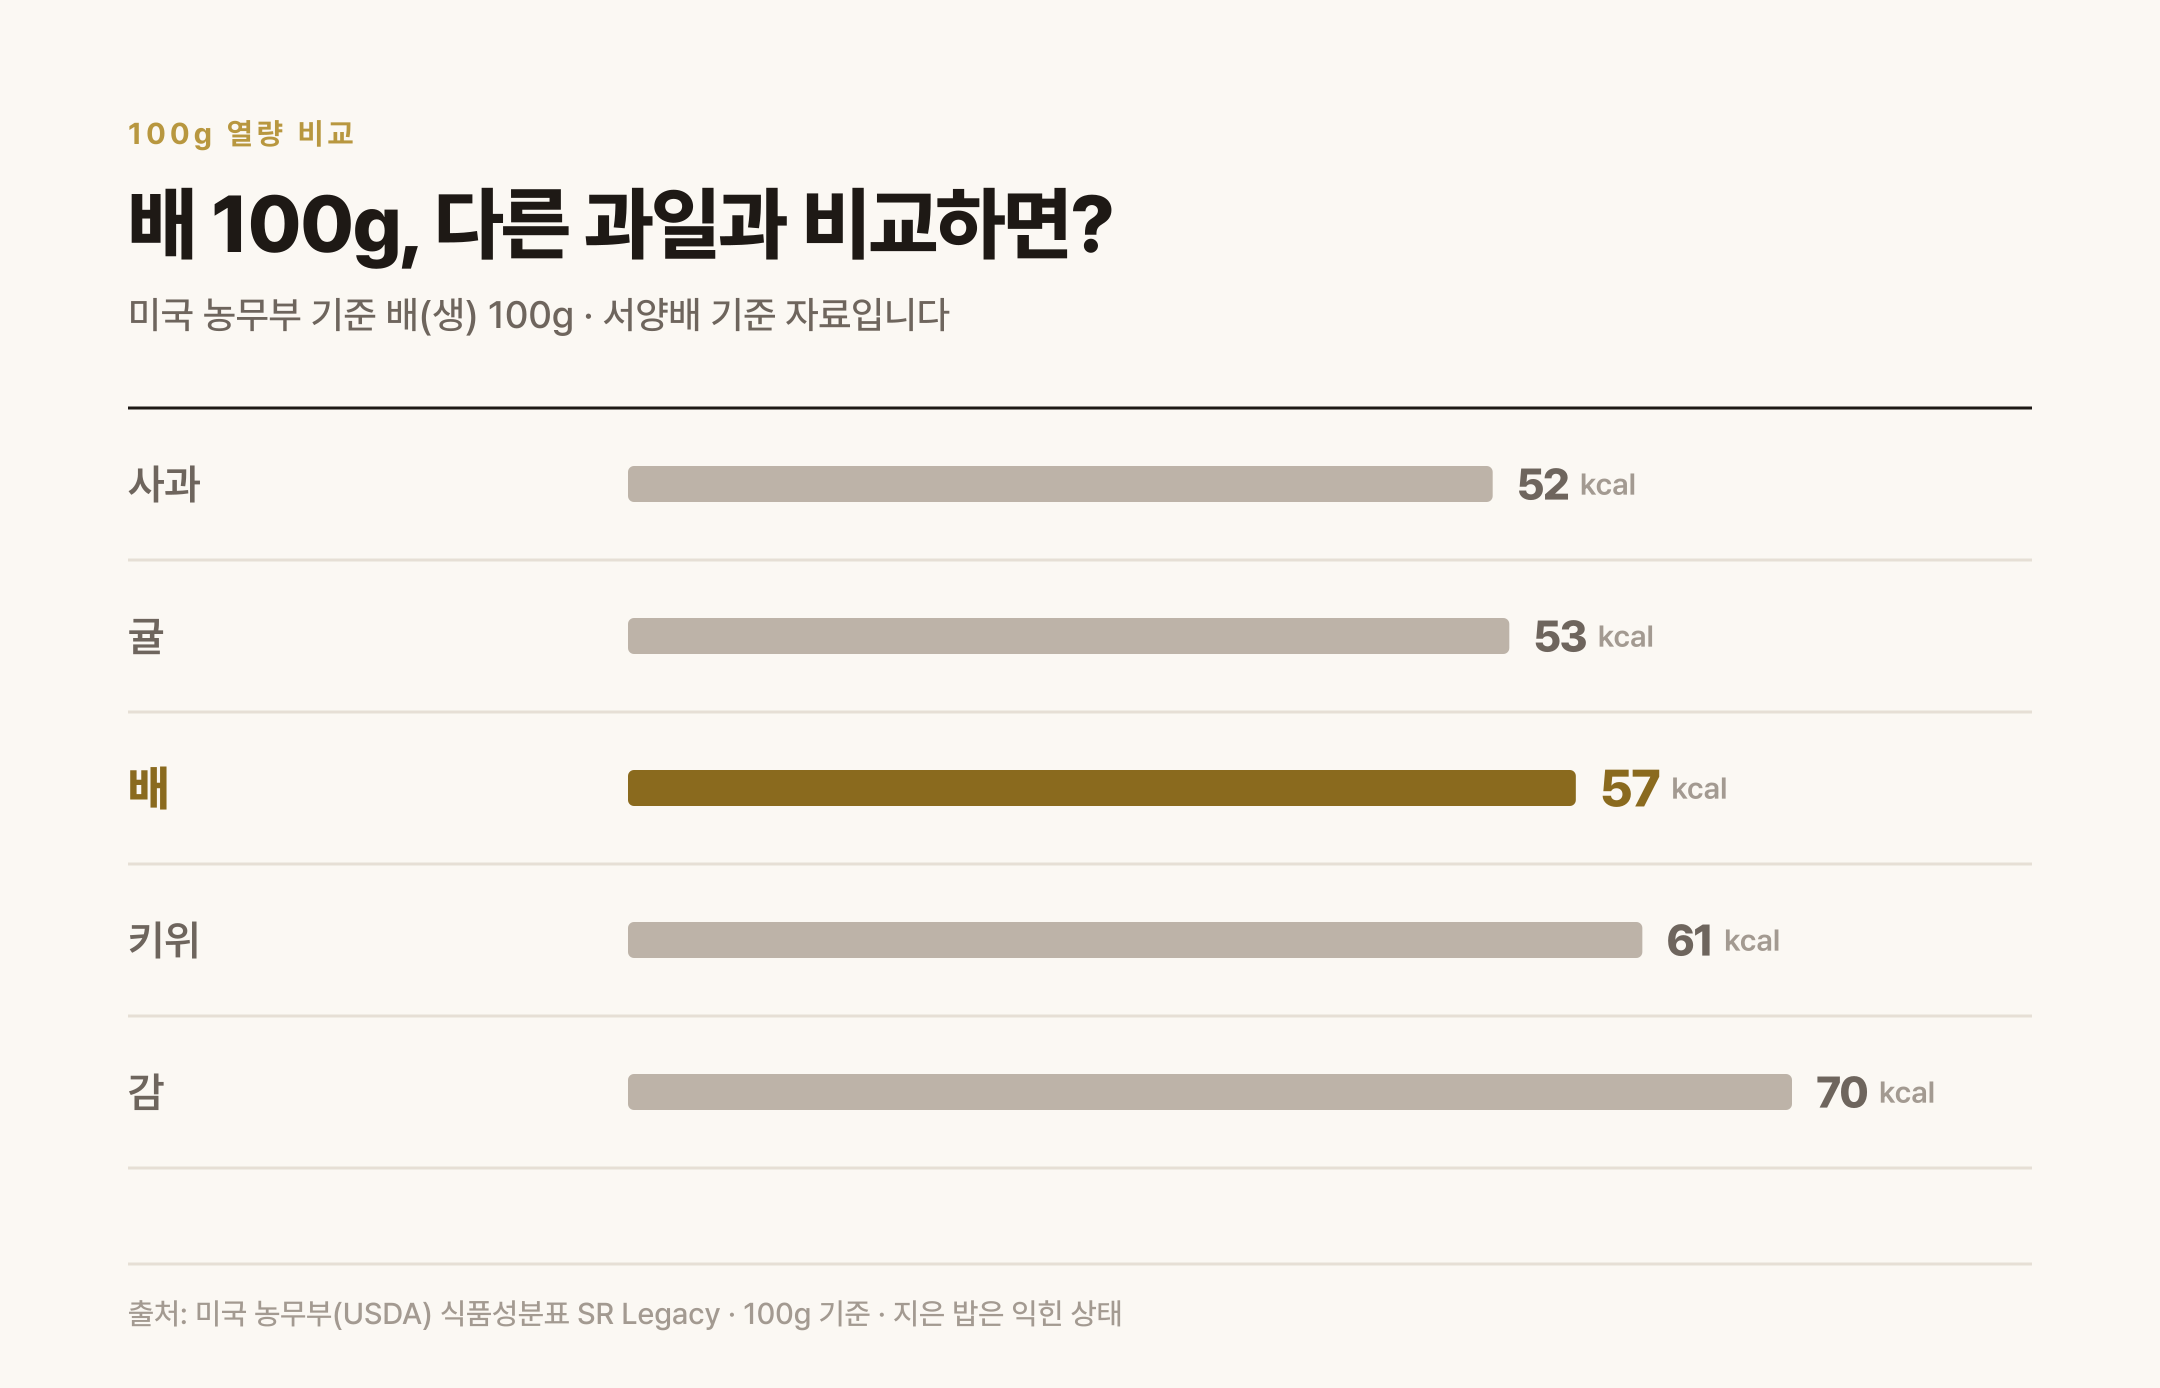 100g 열량 비교
배 100g, 다른 과일과 비교하면?
미국 농무부 기준 배(생) 100g · 서양배 기준 자료입니다
사과 52 kcal
귤 53 kcal
배 57 kcal
키위 61 kcal
감 70 kcal
출처: 미국 농무부(USDA) 식품성분표 SR Legacy · 100g 기준 · 지은 밥은 익힌 상태